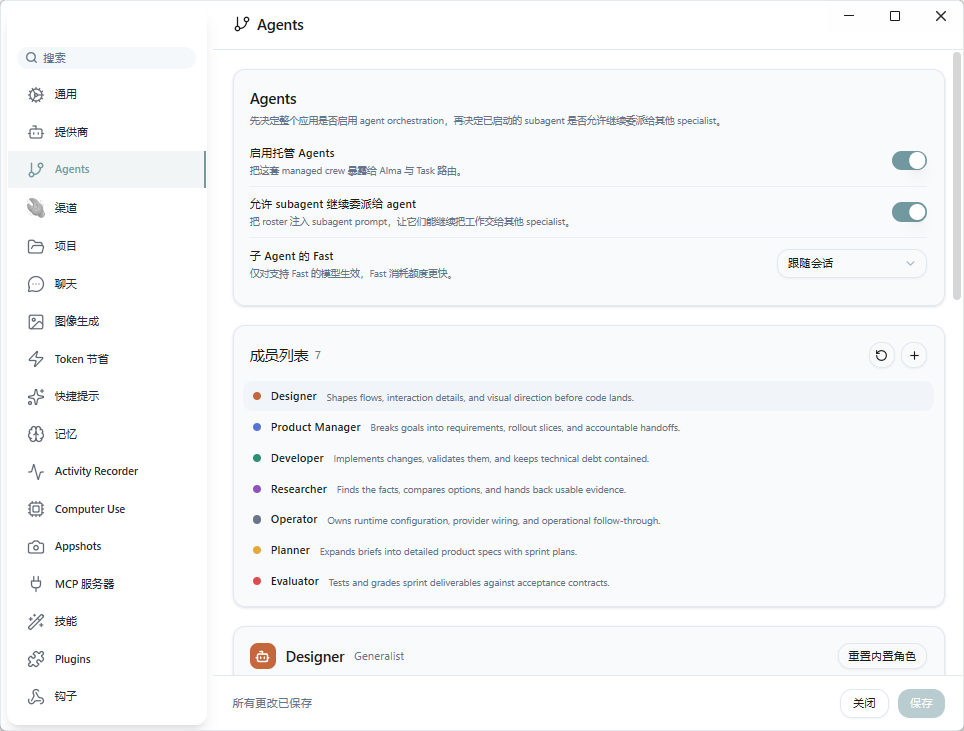 搜索
通用
提供商
Agents
渠道
项目
聊天
图像生成
Token 节省
快捷提示
记忆
Activity Recorder
Computer Use
Appshots
MCP 服务器
技能
Plugins
钩子
Agents
Agents
先决定整个应用是否启用 agent orchestration，再决定已启动的 subagent 是否允许继续委派给其他 specialist。
启用托管 Agents
把这套 managed crew 暴露给 Alma 与 Task 路由。
允许 subagent 继续委派给 agent
把 roster 注入 subagent prompt，让它们能继续把工作交给其他 specialist。
子 Agent 的 Fast
仅对支持 Fast 的模型生效，Fast 消耗额度更快。
跟随会话
成员列表 7
Designer Shapes flows, interaction details, and visual direction before code lands.
Product Manager Breaks goals into requirements, rollout slices, and accountable handoffs.
Developer Implements changes, validates them, and keeps technical debt contained.
Researcher Finds the facts, compares options, and hands back usable evidence.
Operator Owns runtime configuration, provider wiring, and operational follow-through.
Planner Expands briefs into detailed product specs with sprint plans.
Evaluator Tests and grades sprint deliverables against acceptance contracts.
Designer Generalist
重置内置角色
所有更改已保存
关闭
保存